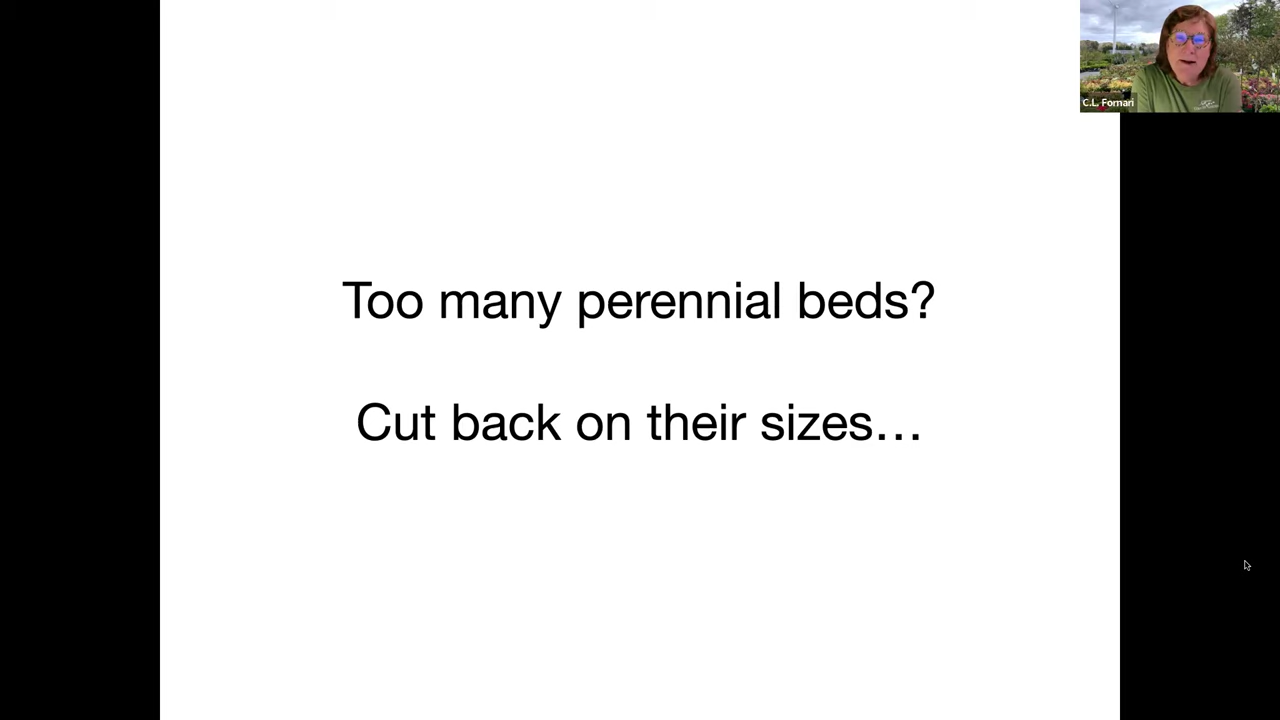 C.L. Fornari
Too many perennial beds?
Cut back on their sizes…